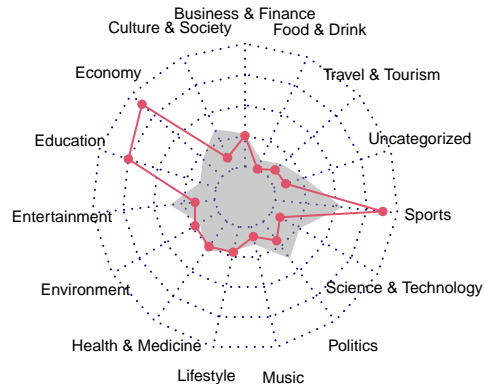 Business & Finance
Culture & Society
Food & Drink
Economy
Travel & Tourism
Education
Uncategorized
Entertainment
Sports
Environment
Science & Technology
Health & Medicine
Politics
Lifestyle
Music